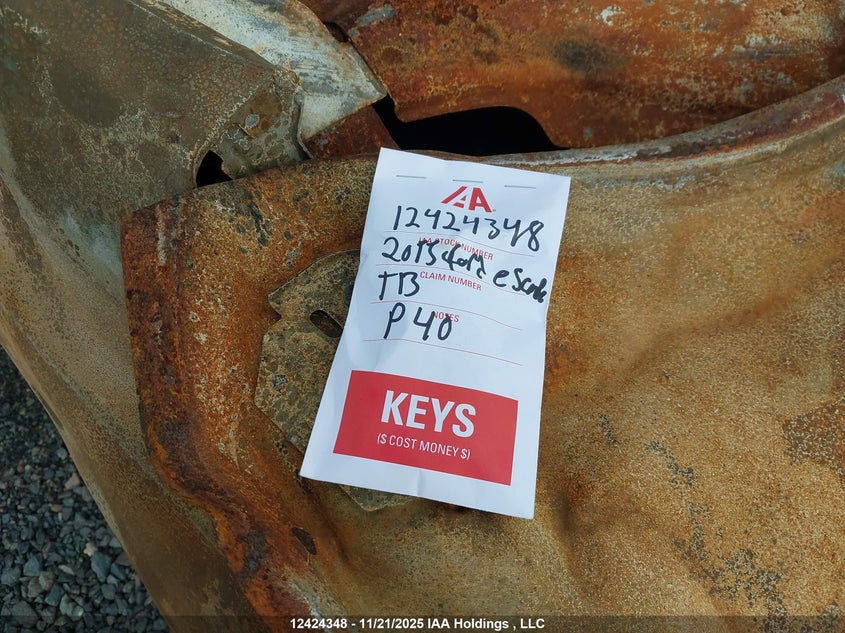 IAA
12424348
IAA STOCK NUMBER
2013 ford escape
CLAIM NUMBER
TB
NOTES
P40
KEYS
($ COST MONEY $)
12424348 - 11/21/2025 IAA Holdings , LLC